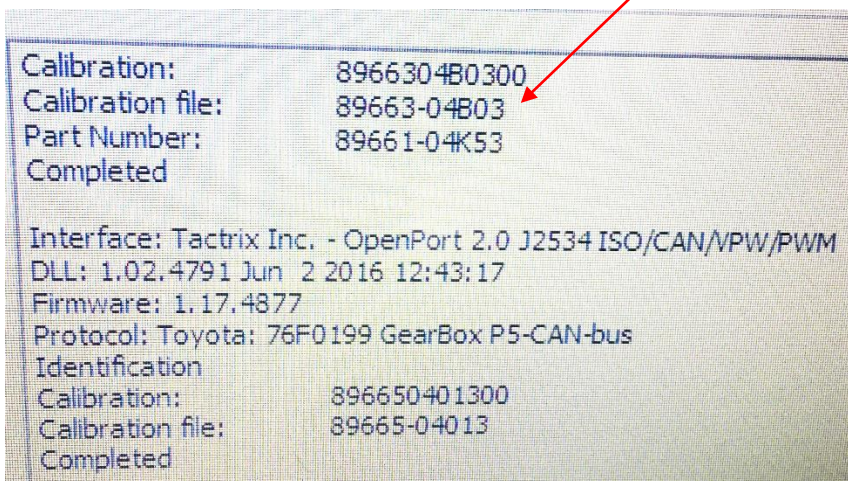 Calibration: 8966304B0300
Calibration file: 89663-04B03
Part Number: 89661-04K53
Completed
Interface: Tactrix Inc. - OpenPort 2.0 J2534 ISO/CAN/VPW/PWM
DLL: 1.02.4791 Jun 2 2016 12:43:17
Firmware: 1.17.4877
Protocol: Toyota: 76F0199 GearBox P5-CAN-bus
Identification
Calibration: 896650401300
Calibration file: 89665-04013
Completed